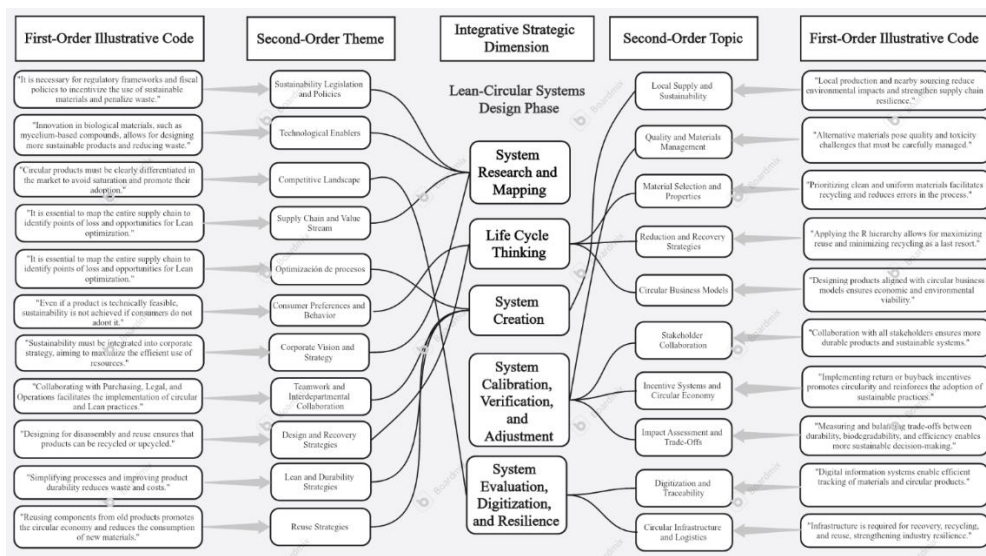 First-Order Illustrative Code
Second-Order Theme
Integrative Strategic
Dimension
Second-Order Topic
First-Order Illustrative Code
Lean-Circular Systems
Design Phase
"It is necessary for regulatory frameworks and fiscal
policies to incentivize the use of sustainable
materials and penalize waste."
"Innovation in biological materials, such as
mycelium-based compounds, allows for designing
more sustainable products and reducing waste."
"Circular products must be clearly differentiated in
the market to avoid saturation and promote their
adoption."
"It is essential to map the entire supply chain to
identify points of loss and opportunities for Lean
optimization."
"It is essential to map the entire supply chain to
identify points of loss and opportunities for Lean
optimization."
"Even if a product is technically feasible,
sustainability is not achieved if consumers do not
adopt it."
"Sustainability must be integrated into corporate
strategy, aiming to maximize the efficient use of
resources."
"Collaborating with Purchasing, Legal, and
Operations facilitates the implementation of circular
and Lean practices."
"Designing for disassembly and reuse ensures that
products can be recycled or upcycled."
"Simplifying processes and improving product
durability reduces waste and costs."
"Reusing components from old products promotes
the circular economy and reduces the consumption
of new materials."
Sustainability Legislation
and Policies
Technological Enablers
Competitive Landscape
Supply Chain and Value
Stream
Optimización de procesos
Consumer Preferences and
Behavior
Corporate Vision and
Strategy
Teamwork and
Interdepartmental
Collaboration
Design and Recovery
Strategies
Lean and Durability
Strategies
Reuse Strategies
System
Research and
Mapping
Life Cycle
Thinking
System
Creation
System
Calibration,
Verification,
and
Adjustment
System
Evaluation,
Digitization,
and Resilience
Local Supply and
Sustainability
Quality and Materials
Management
Material Selection and
Properties
Reduction and Recovery
Strategies
Circular Business Models
Stakeholder
Collaboration
Incentive Systems and
Circular Economy
Impact Assessment and
Trade-Offs
Digitization and
Traceability
Circular Infrastructure
and Logistics
"Local production and nearby sourcing reduce
environmental impacts and strengthen supply chain
resilience."
"Alternative materials pose quality and toxicity
challenges that must be carefully managed."
"Prioritizing clean and uniform materials facilitates
recycling and reduces errors in the process."
"Applying the R hierarchy allows for maximizing
reuse and minimizing recycling as a last resort."
"Designing products aligned with circular business
models ensures economic and environmental
viability."
"Collaboration with all stakeholders ensures more
durable products and sustainable systems."
"Implementing return or buyback incentives
promotes circularity and reinforces the adoption of
sustainable practices."
"Measuring and balancing trade-offs between
durability, biodegradability, and efficiency enables
more sustainable decision-making."
"Digital information systems enable efficient
tracking of materials and circular products."
"Infrastructure is required for recovery, recycling,
and reuse, strengthening industry resilience."
Boardmix